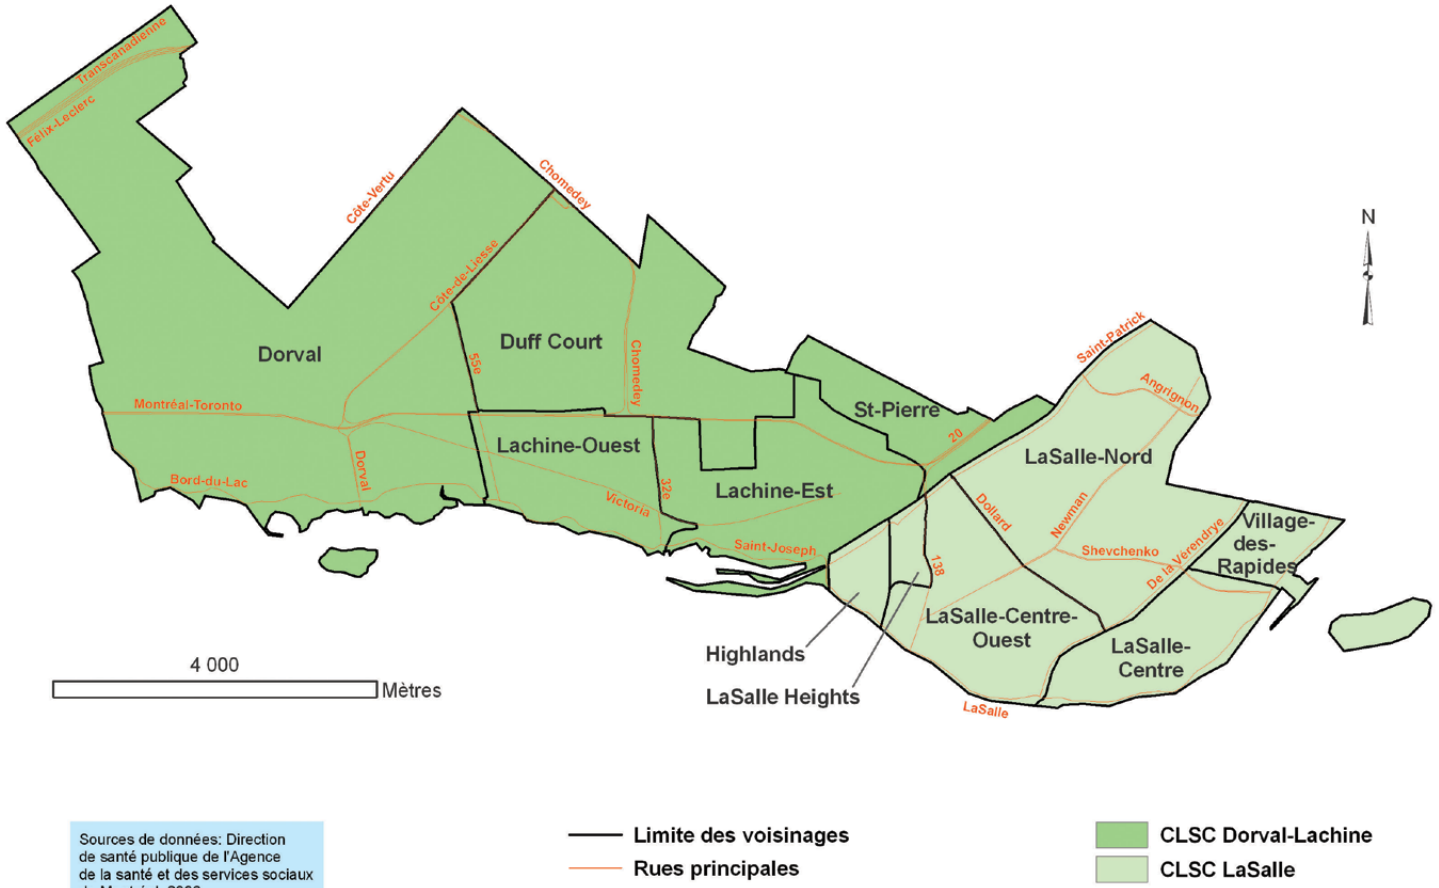 Transcanadienne
Félix-Leclerc
Côte-Vertu
Chomedey
Côte-de-Liesse
N
Dorval
Duff Court
55e
Chomedey
Montréal-Toronto
St-Pierre
20
Saint-Patrick
Angrignon
Lachine-Ouest
LaSalle-Nord
Bord-du-Lac
Dorval
Victoria
32e
Lachine-Est
Dollard
Newman
Saint-Joseph
138
Shevchenko
De la Vérendrye
Village-
des-
Rapides
LaSalle-Centre-
Ouest
LaSalle-
Centre
Highlands
LaSalle Heights
LaSalle
4 000
Mètres
Sources de données: Direction
de santé publique de l'Agence
de la santé et des services sociaux
Limite des voisinages
Rues principales
CLSC Dorval-Lachine
CLSC LaSalle